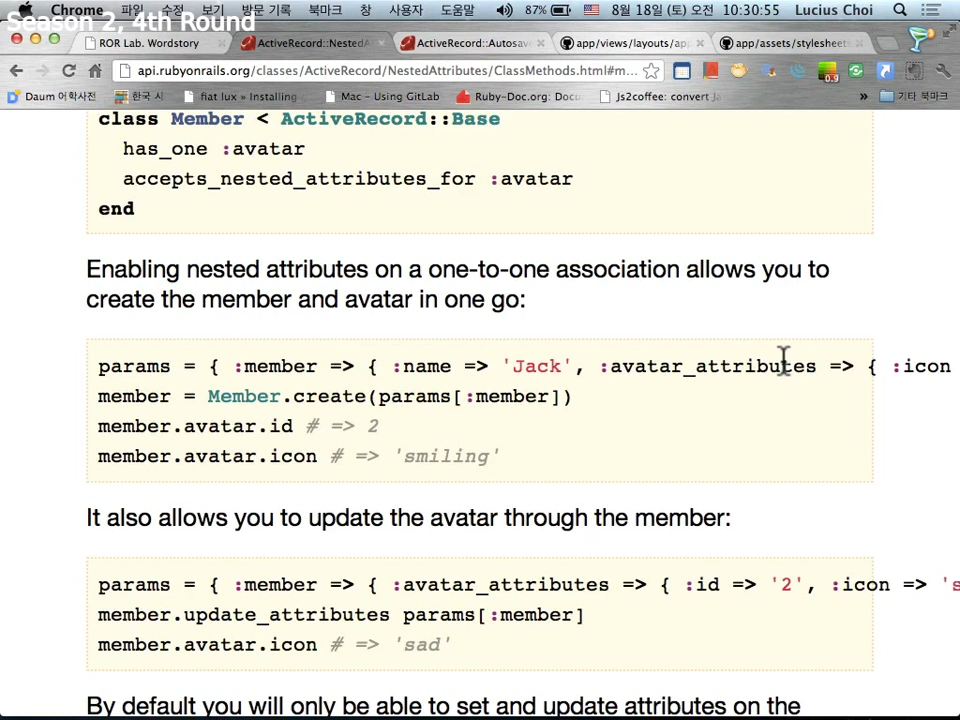 Season 2, 4th Round
Chrome 파일 수정 보기 방문 기록 북마크 창 사용자 도움말 87% 8월 18일 (토) 오전 10:30:55 Lucius Choi
ROR Lab. Wordstory × ActiveRecord::NestedA × ActiveRecord::Autosav × app/views/layouts/app × app/assets/stylesheet ×
api.rubyonrails.org/classes/ActiveRecord/NestedAttributes/ClassMethods.html#m... 0.9
Daum 어학사전 한국 시 fiat lux » Installing Mac - Using GitLab Ruby-Doc.org: Docu Js2coffee: convert Ja » 기타 북마크
class Member < ActiveRecord::Base
has_one :avatar
accepts_nested_attributes_for :avatar
end
Enabling nested attributes on a one-to-one association allows you to
create the member and avatar in one go:
params = { :member => { :name => 'Jack', :avatar_attributes => { :icon
member = Member.create(params[:member])
member.avatar.id # => 2
member.avatar.icon # => 'smiling'
It also allows you to update the avatar through the member:
params = { :member => { :avatar_attributes => { :id => '2', :icon => 's
member.update_attributes params[:member]
member.avatar.icon # => 'sad'
By default you will only be able to set and update attributes on the